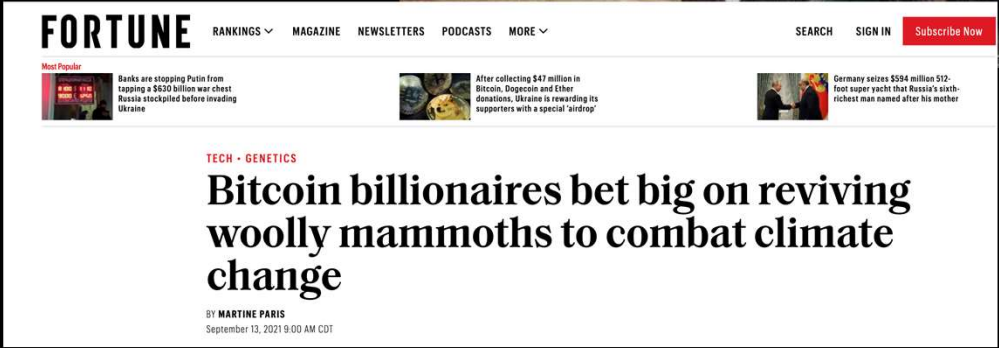 FORTUNE
RANKINGS MAGAZINE NEWSLETTERS PODCASTS MORE SEARCH SIGN IN Subscribe Now
Most Popular
Banks are stopping Putin from
tapping a $630 billion war chest
Russia stockpiled before invading
Ukraine
After collecting $47 million in
Bitcoin, Dogecoin and Ether
donations, Ukraine is rewarding its
supporters with a special 'airdrop'
Germany seizes $594 million 512-
foot super yacht that Russia's sixth-
richest man named after his mother
TECH • GENETICS
Bitcoin billionaires bet big on reviving
woolly mammoths to combat climate
change
BY MARTINE PARIS
September 13, 2021 9:00 AM CDT